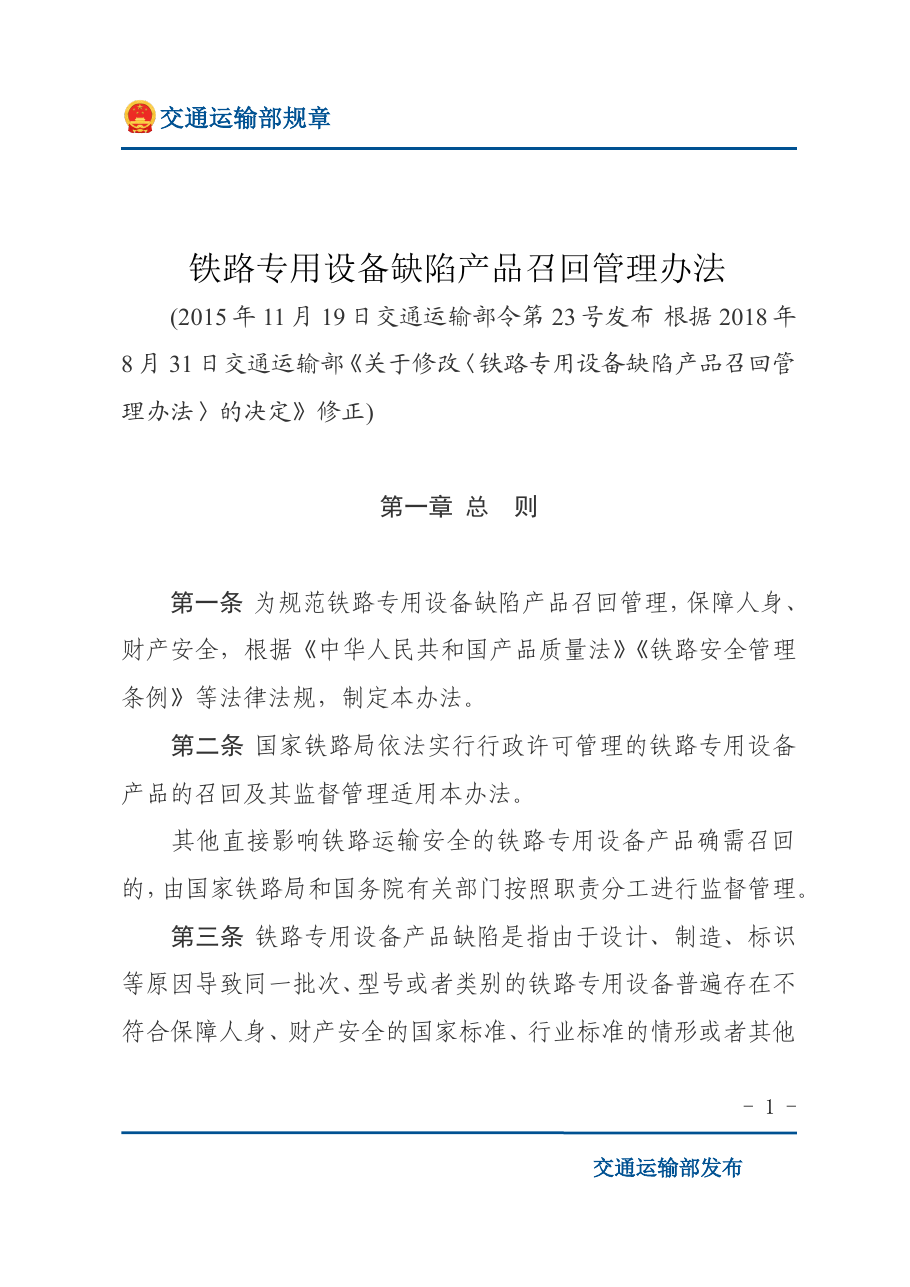 交通运输部规章
铁路专用设备缺陷产品召回管理办法
(2015年11月19日交通运输部令第23号发布 根据2018年
8月31日交通运输部《关于修改〈铁路专用设备缺陷产品召回管
理办法〉的决定》修正)
第一章 总　则
第一条 为规范铁路专用设备缺陷产品召回管理，保障人身、
财产安全，根据《中华人民共和国产品质量法》《铁路安全管理
条例》等法律法规，制定本办法。
第二条 国家铁路局依法实行行政许可管理的铁路专用设备
产品的召回及其监督管理适用本办法。
其他直接影响铁路运输安全的铁路专用设备产品确需召回
的，由国家铁路局和国务院有关部门按照职责分工进行监督管理。
第三条 铁路专用设备产品缺陷是指由于设计、制造、标识
等原因导致同一批次、型号或者类别的铁路专用设备普遍存在不
符合保障人身、财产安全的国家标准、行业标准的情形或者其他
- 1 -
交通运输部发布